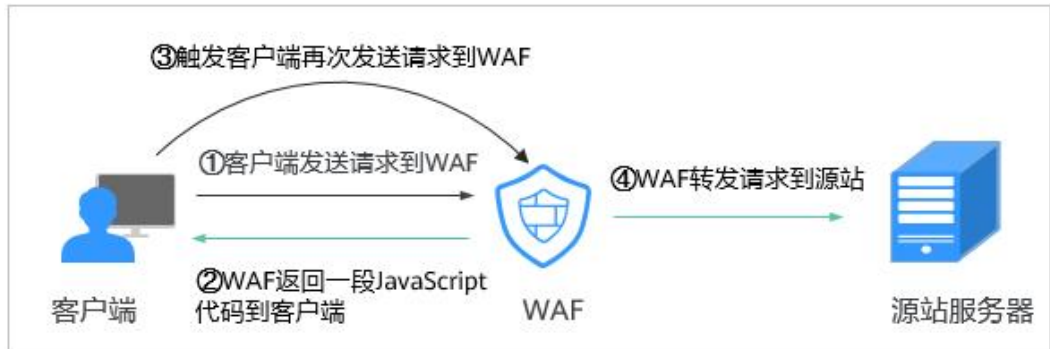 ③触发客户端再次发送请求到WAF
①客户端发送请求到WAF
④WAF转发请求到源站
②WAF返回一段JavaScript
代码到客户端
客户端
WAF
源站服务器